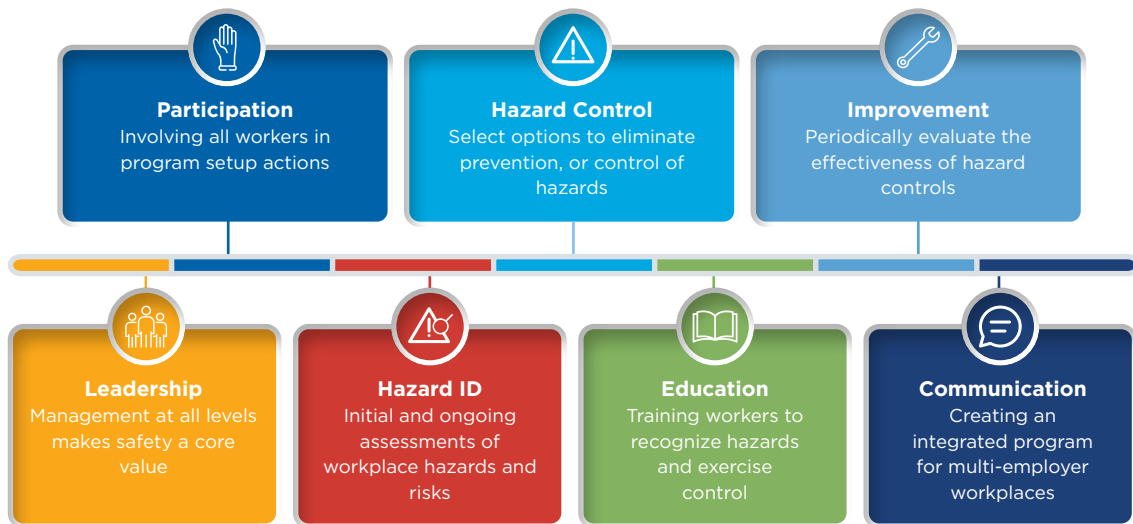 Participation
Involving all workers in
program setup actions
Hazard Control
Select options to eliminate
prevention, or control of
hazards
Improvement
Periodically evaluate the
effectiveness of hazard
controls
Leadership
Management at all levels
makes safety a core
value
Hazard ID
Initial and ongoing
assessments of
workplace hazards and
risks
Education
Training workers to
recognize hazards
and exercise
control
Communication
Creating an
integrated program
for multi-employer
workplaces